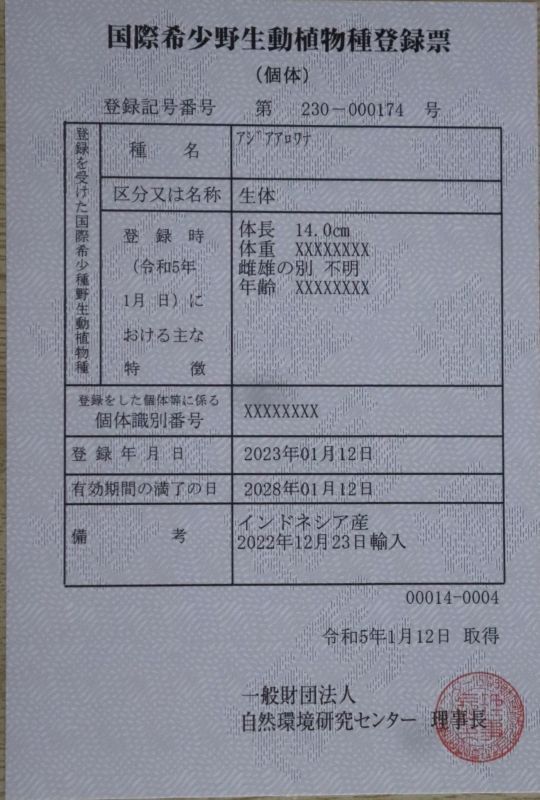 国際希少野生動植物種登録票
(個体)
登録記号番号 第 230－000174 号
登録を受けた国際希少種野生動植物種
種名 ｱｼﾞｱｱﾛﾜﾅ
区分又は名称 生体
登録時
(令和5年
1月 日)に
おける主な
特徴
体長 14.0cm
体重 XXXXXXXX
雌雄の別 不明
年齢 XXXXXXXX
登録をした個体等に係る
個体識別番号 XXXXXXXX
登録年月日 2023年01月12日
有効期間の満了の日 2028年01月12日
備考
インドネシア産
2022年12月23日輸入
00014-0004
令和5年1月12日 取得
一般財団法人
自然環境研究センター 理事長